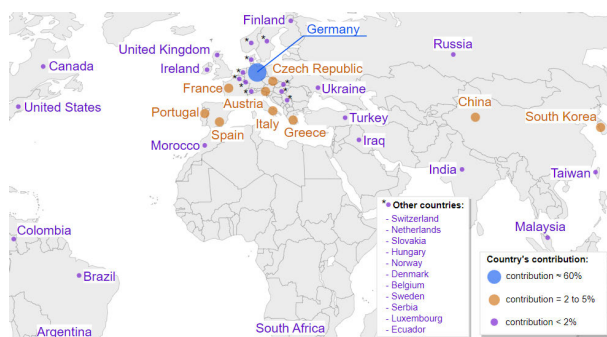 Finland
Germany
Russia
United Kingdom
Canada
Ireland
Czech Republic
France
Ukraine
United States
Austria
China
Portugal
Turkey
South Korea
Spain
Italy
Greece
Morocco
Iraq
India
Taiwan
* Other countries:
- Switzerland
- Netherlands
- Slovakia
- Hungary
- Norway
- Denmark
- Belgium
- Sweden
- Serbia
- Luxembourg
- Ecuador
Malaysia
Colombia
Brazil
Country's contribution:
contribution ≈ 60%
contribution = 2 to 5%
contribution < 2%
Argentina
South Africa